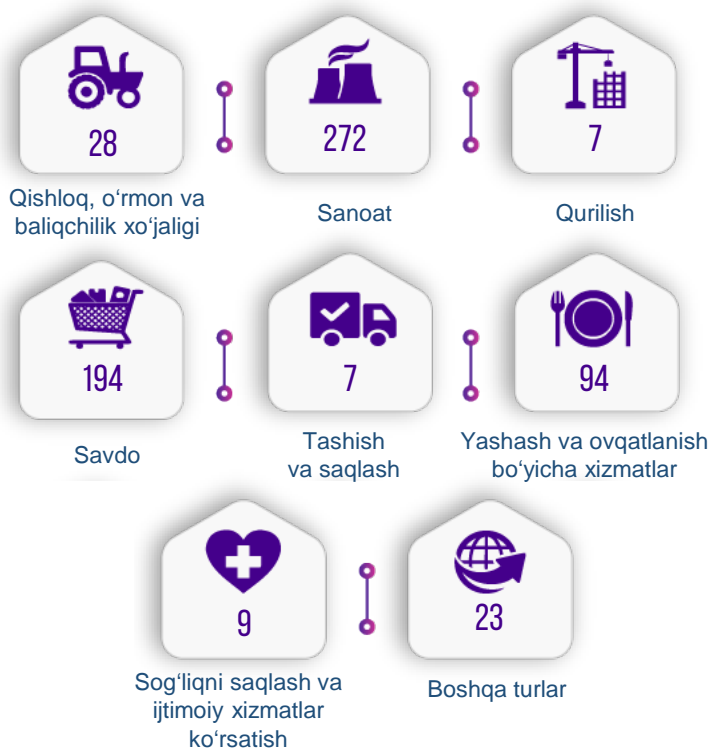 28
Qishloq, o‘rmon va
baliqchilik xo‘jaligi
272
Sanoat
7
Qurilish
194
Savdo
7
Tashish
va saqlash
94
Yashash va ovqatlanish
bo‘yicha xizmatlar
9
Sog‘liqni saqlash va
ijtimoiy xizmatlar
ko‘rsatish
23
Boshqa turlar